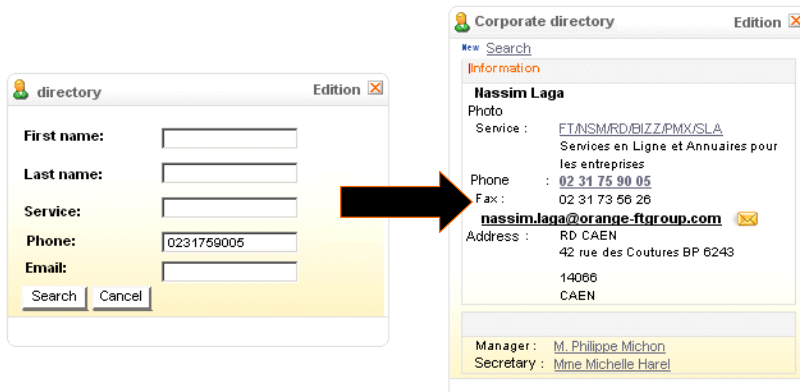 directory Edition
First name:
Last name:
Service:
Phone: 0231759005
Email:
Search Cancel
Corporate directory Edition
New Search
Information
Nassim Laga
Photo
Service : FT/NSM/RD/BIZZ/PMX/SLA
Services en Ligne et Annuaires pour
les entreprises
Phone : 02 31 75 90 05
Fax : 02 31 73 56 26
nassim.laga@orange-ftgroup.com
Address : RD CAEN
42 rue des Coutures BP 6243
14066
CAEN
Manager : M. Philippe Michon
Secretary : Mme Michelle Harel